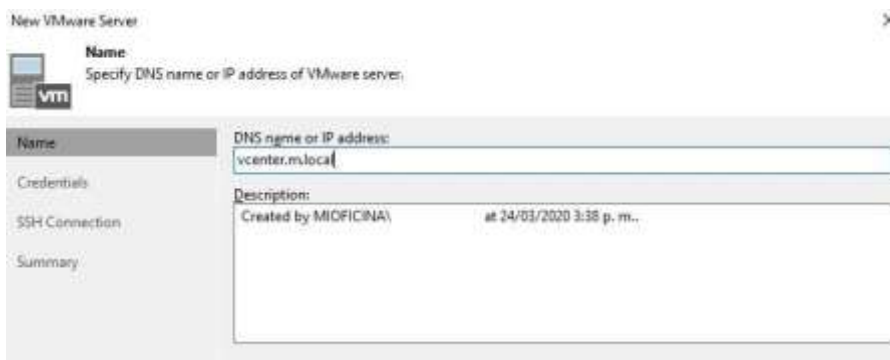 New VMware Server
Name
Specify DNS name or IP address of VMware server.
vm
Name
Credentials
SSH Connection
Summary
DNS name or IP address:
vcenter.m.local
Description:
Created by MIOFICINA\ at 24/03/2020 3:38 p. m..